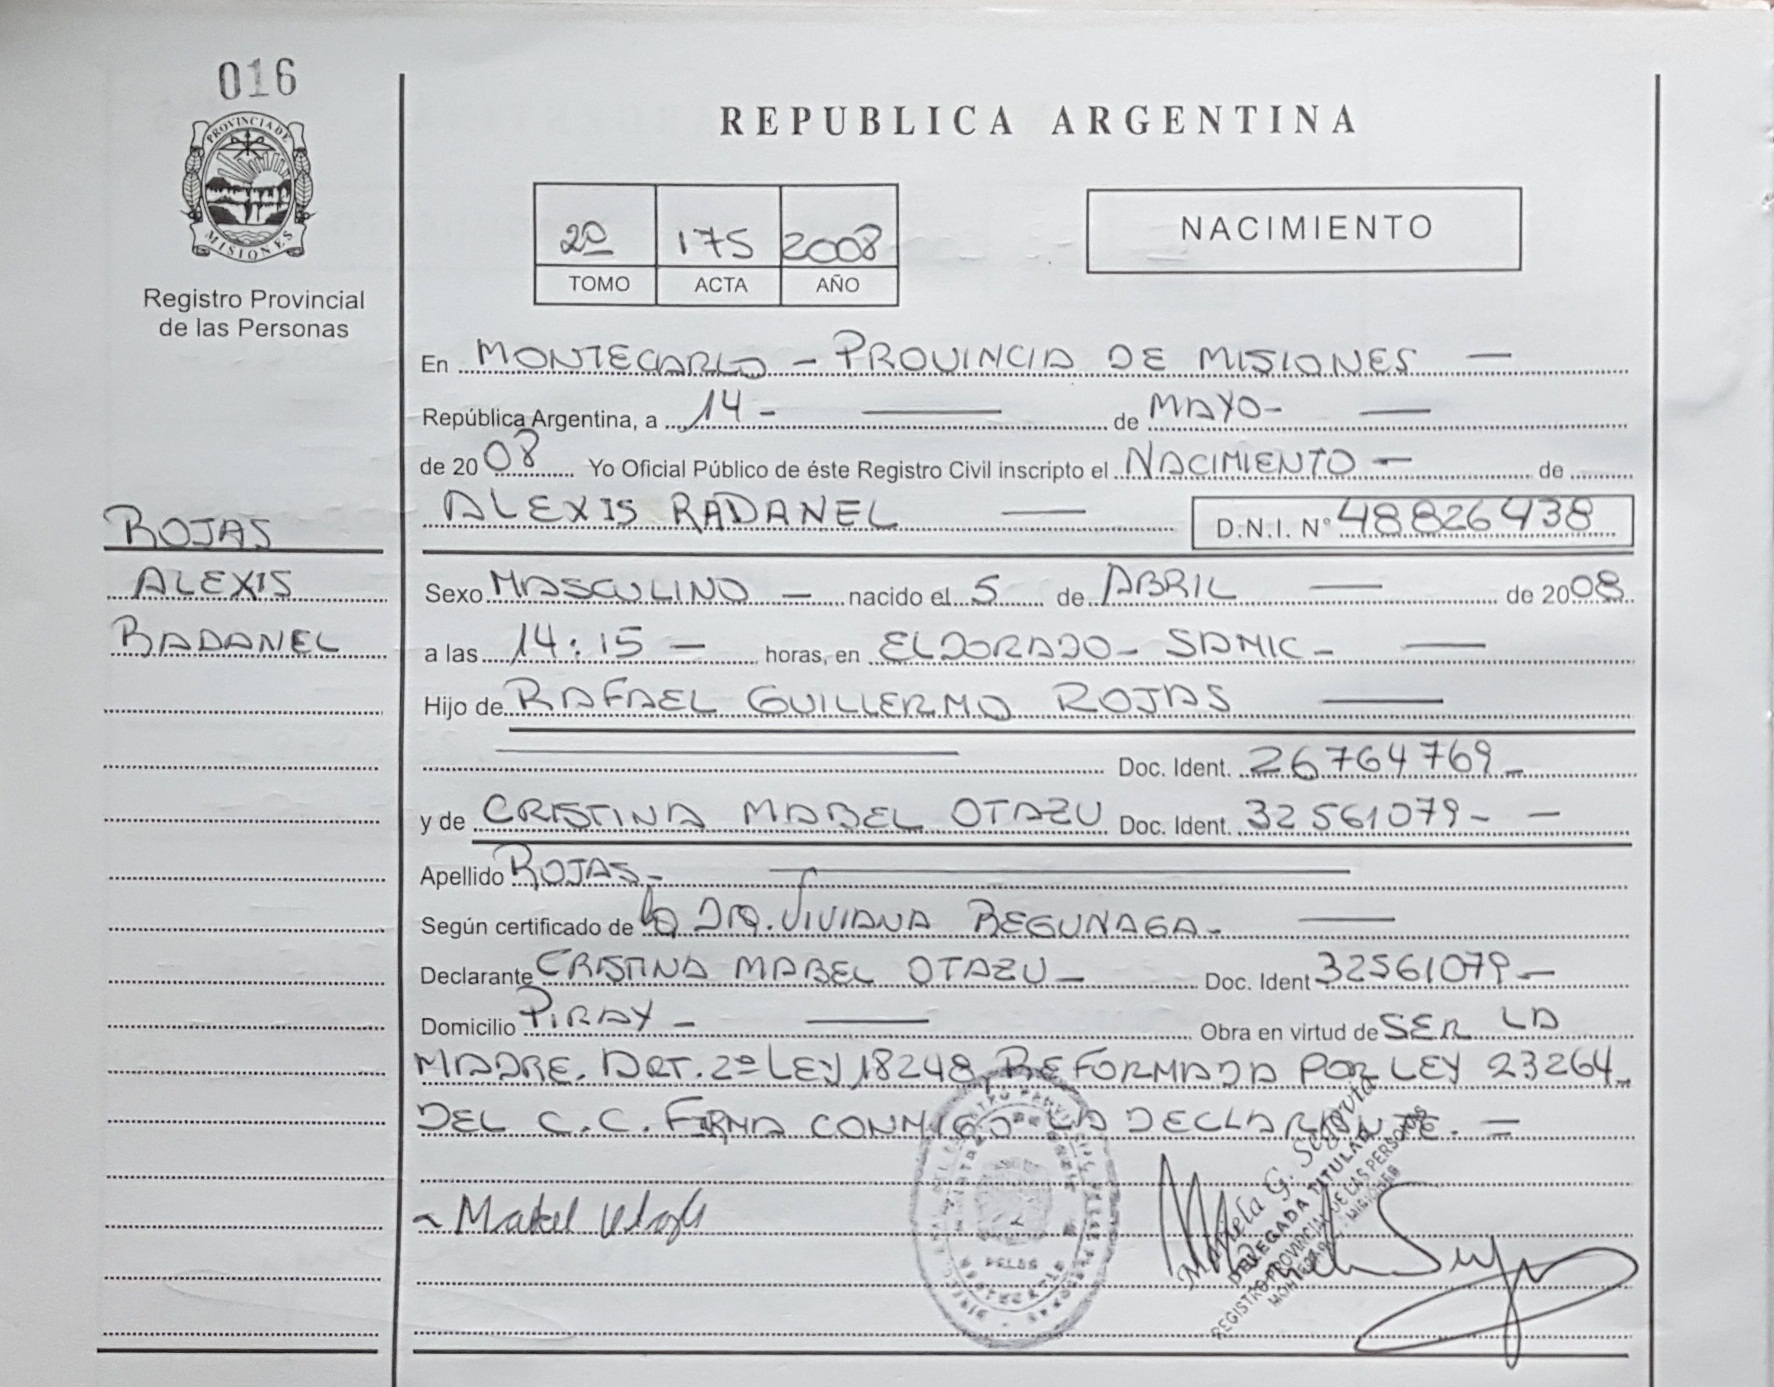 016
PROVINCIA DE
MISIONES
Registro Provincial
de las Personas
ROJAS
ALEXIS
RADANEL
REPUBLICA ARGENTINA
2º 175 2008
TOMO ACTA AÑO
NACIMIENTO
En MONTECARLO - PROVINCIA DE MISIONES —
República Argentina, a 14 - — de MAYO- —
de 2008 Yo Oficial Público de éste Registro Civil inscripto el NACIMIENTO — de
ALEXIS RADANEL — D.N.I. Nº 48826438
Sexo MASCULINO — nacido el 5 de ABRIL — de 2008
a las 14:15 — horas, en ELDORADO - SAMIC - —
Hijo de RAFAEL GUILLERMO ROJAS —
— Doc. Ident. 26764769 -
y de CRISTINA MABEL OTAZU Doc. Ident. 32561079 - —
Apellido ROJAS - —
Según certificado de la DRA. VIVIANA BEGUNAGA - —
Declarante CRISTINA MABEL OTAZU — Doc. Ident 32561079 —
Domicilio PIRAY - — Obra en virtud de SER LA
MADRE. ART. 2º LEY 18248, REFORMADA POR LEY 23264
DEL C.C. FIRMA CONMIGO LA DECLARANTE. =
Mabel
Mariela G. Segovia
DELEGADA TITULAR
REGISTRO PROVINCIAL DE LAS PERSONAS